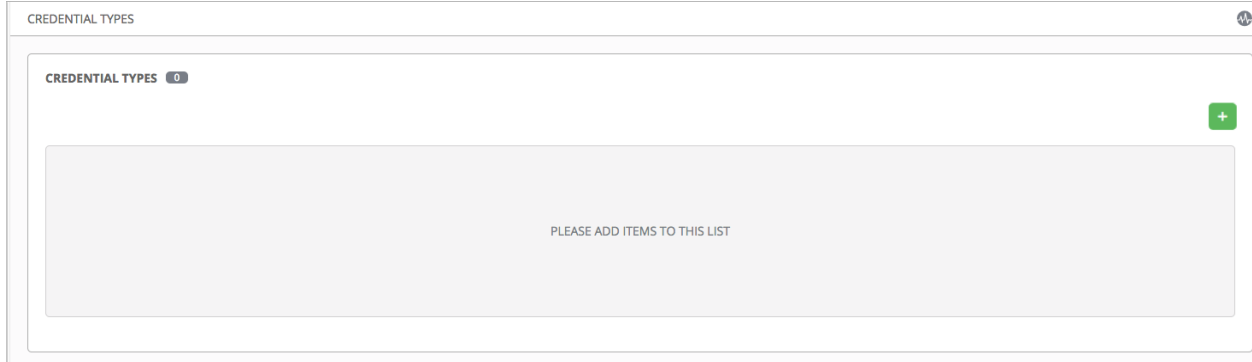 CREDENTIAL TYPES
CREDENTIAL TYPES 0
+
PLEASE ADD ITEMS TO THIS LIST